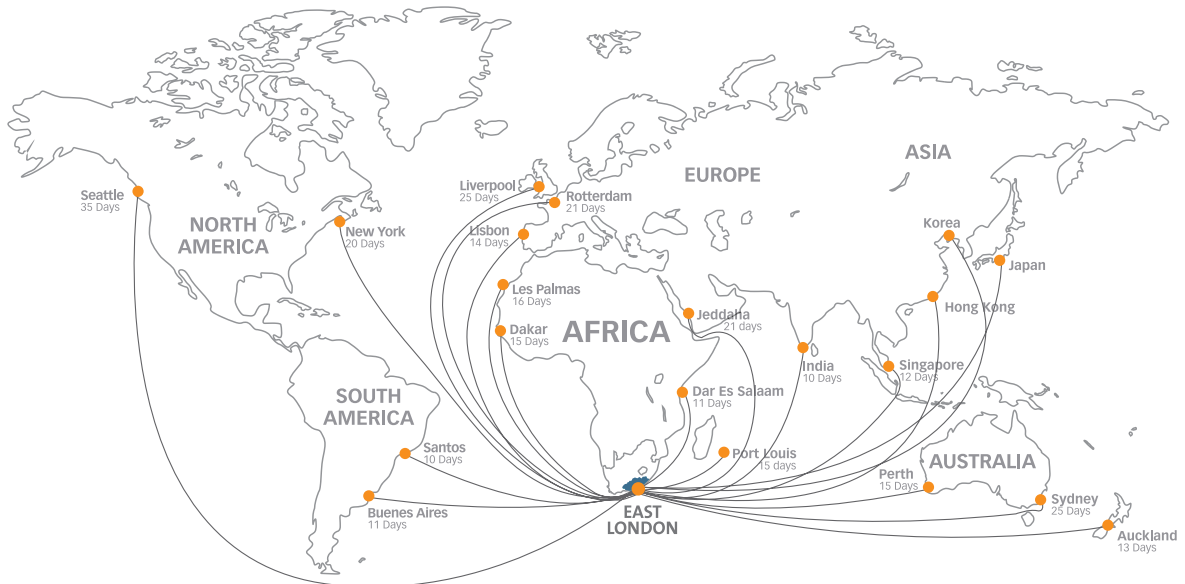 ASIA
EUROPE
Liverpool
25 Days
Rotterdam
21 Days
Seattle
35 Days
NORTH
AMERICA
New York
20 Days
Lisbon
14 Days
Korea
Japan
Les Palmas
16 Days
Hong Kong
Jeddaha
21 days
Dakar
15 Days
AFRICA
India
10 Days
Singapore
12 Days
SOUTH
AMERICA
Dar Es Salaam
11 Days
Santos
10 Days
Port Louis
15 days
AUSTRALIA
Perth
15 Days
Sydney
25 Days
Buenes Aires
11 Days
EAST
LONDON
Auckland
13 Days